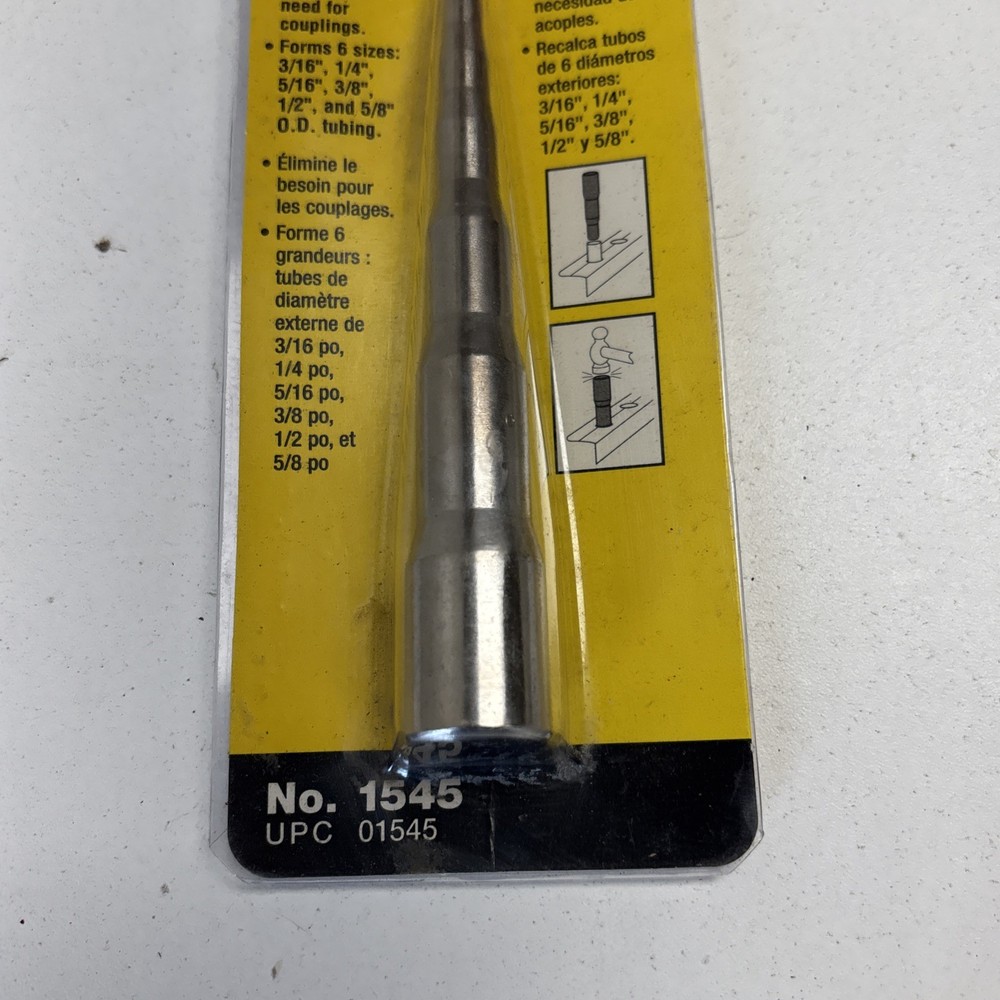 need for
couplings.
• Forms 6 sizes:
3/16", 1/4",
5/16", 3/8",
1/2", and 5/8"
O.D. tubing.
• Élimine le
besoin pour
les couplages.
• Forme 6
grandeurs :
tubes de
diamètre
externe de
3/16 po,
1/4 po,
5/16 po,
3/8 po,
1/2 po, et
5/8 po
necesidad
acoples.
• Recalca tubos
de 6 diámetros
exteriores:
3/16", 1/4",
5/16", 3/8",
1/2" y 5/8".
No. 1545
UPC 01545